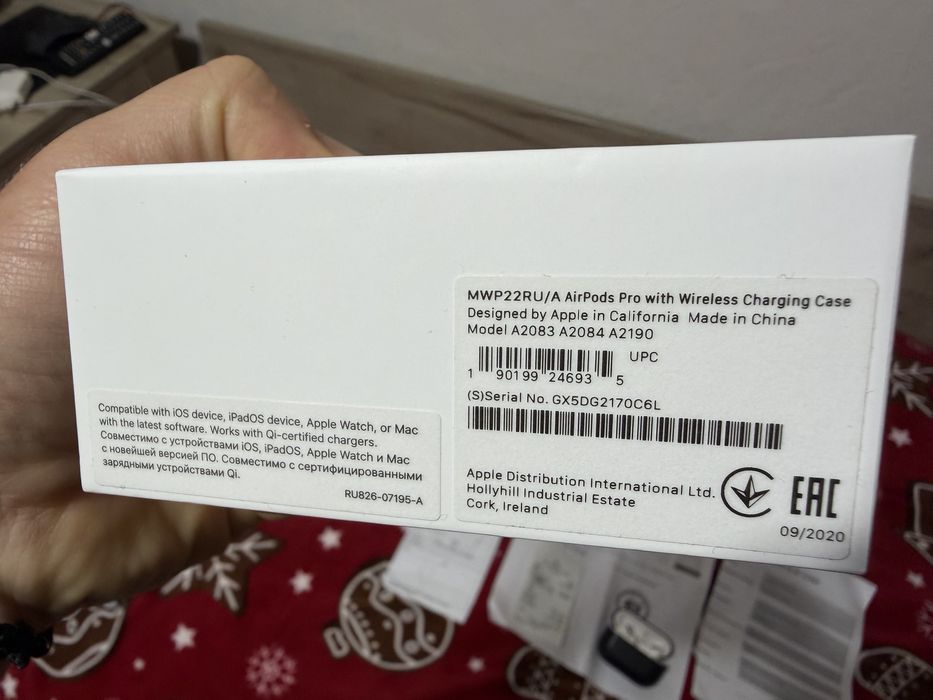 MWP22RU/A AirPods Pro with Wireless Charging Case
Designed by Apple in California Made in China
Model A2083 A2084 A2190
UPC
1 90199 24693 5
(S)Serial No. GX5DG2170C6L
Compatible with iOS device, iPadOS device, Apple Watch, or Mac
with the latest software. Works with Qi-certified chargers.
Совместимо с устройствами iOS, iPadOS, Apple Watch и Mac
с новейшей версией ПО. Совместимо с сертифицированными
зарядными устройствами Qi.
RU826-07195-A
Apple Distribution International Ltd.
Hollyhill Industrial Estate
Cork, Ireland
EAC
09/2020